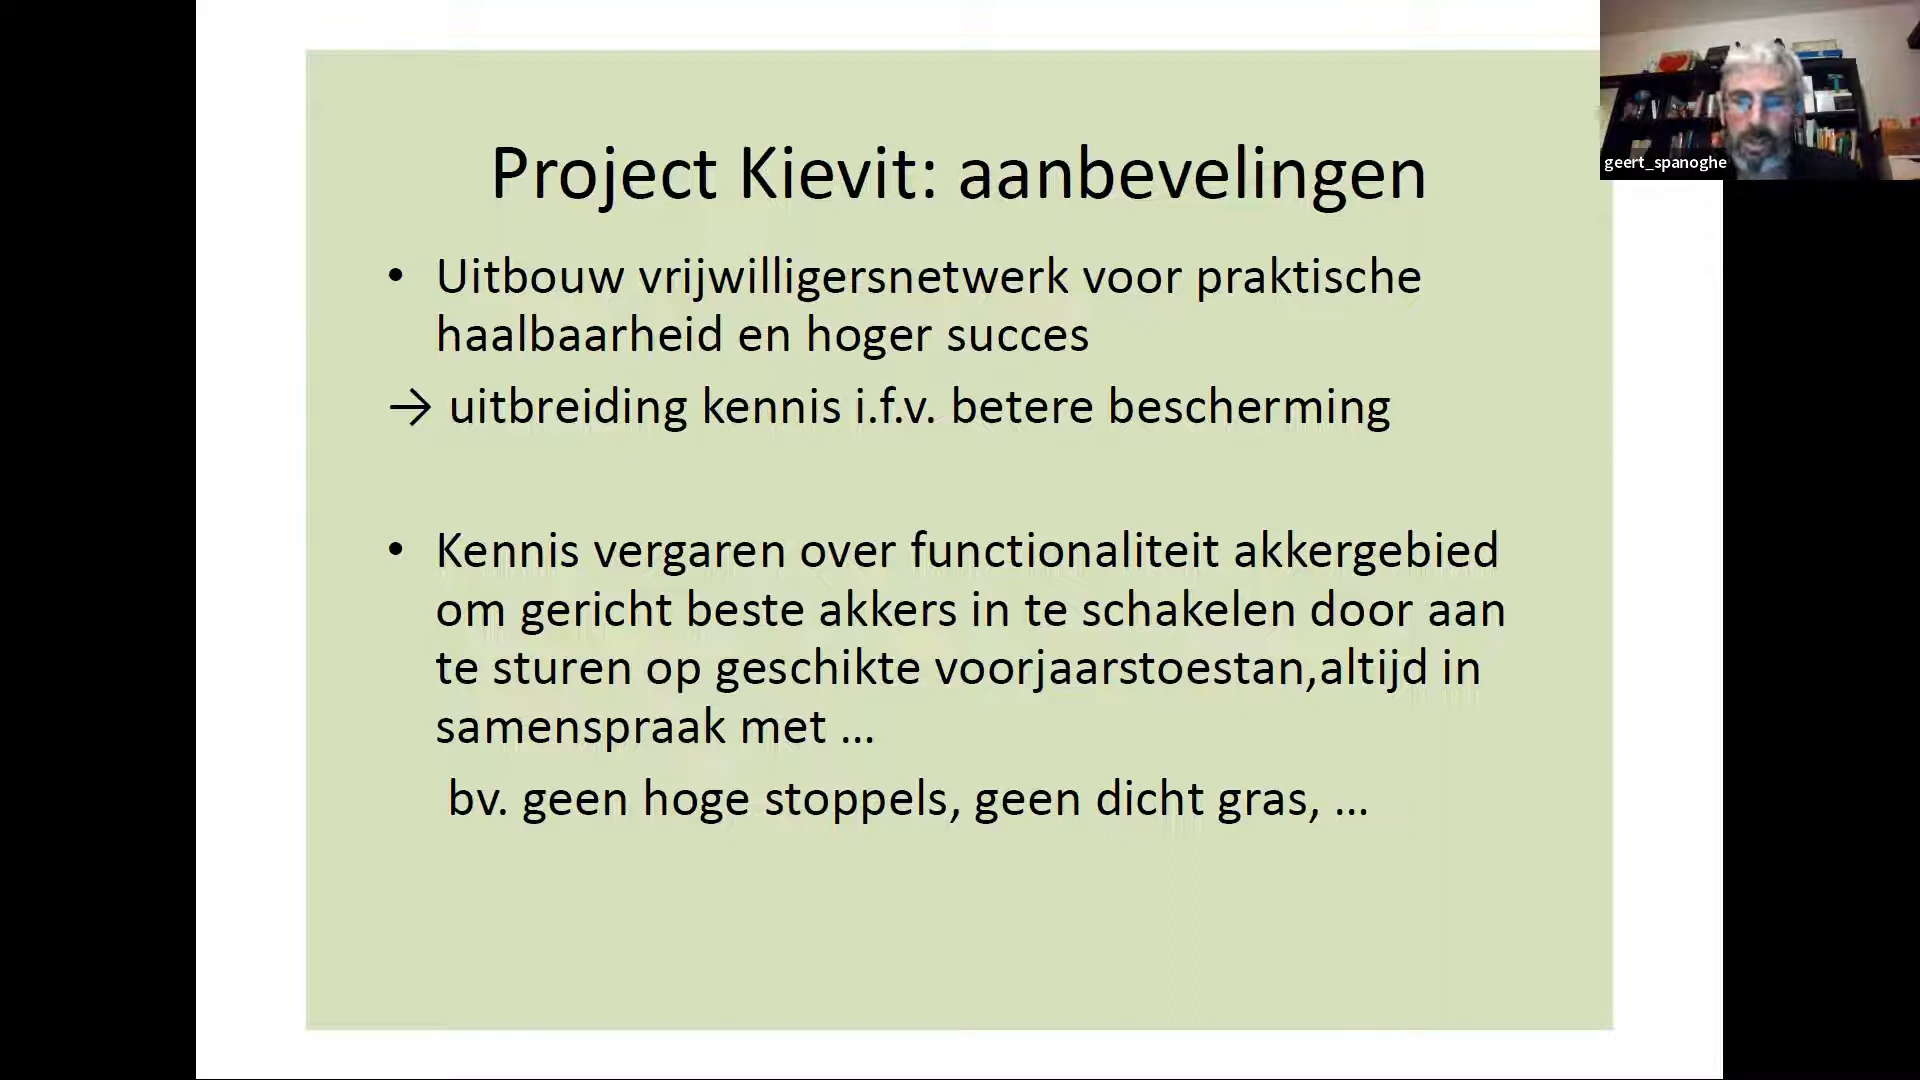 Project Kievit: aanbevelingen
• Uitbouw vrijwilligersnetwerk voor praktische
haalbaarheid en hoger succes
→ uitbreiding kennis i.f.v. betere bescherming
• Kennis vergaren over functionaliteit akkergebied
om gericht beste akkers in te schakelen door aan
te sturen op geschikte voorjaarstoestan,altijd in
samenspraak met ...
bv. geen hoge stoppels, geen dicht gras, ...
geert_spanoghe